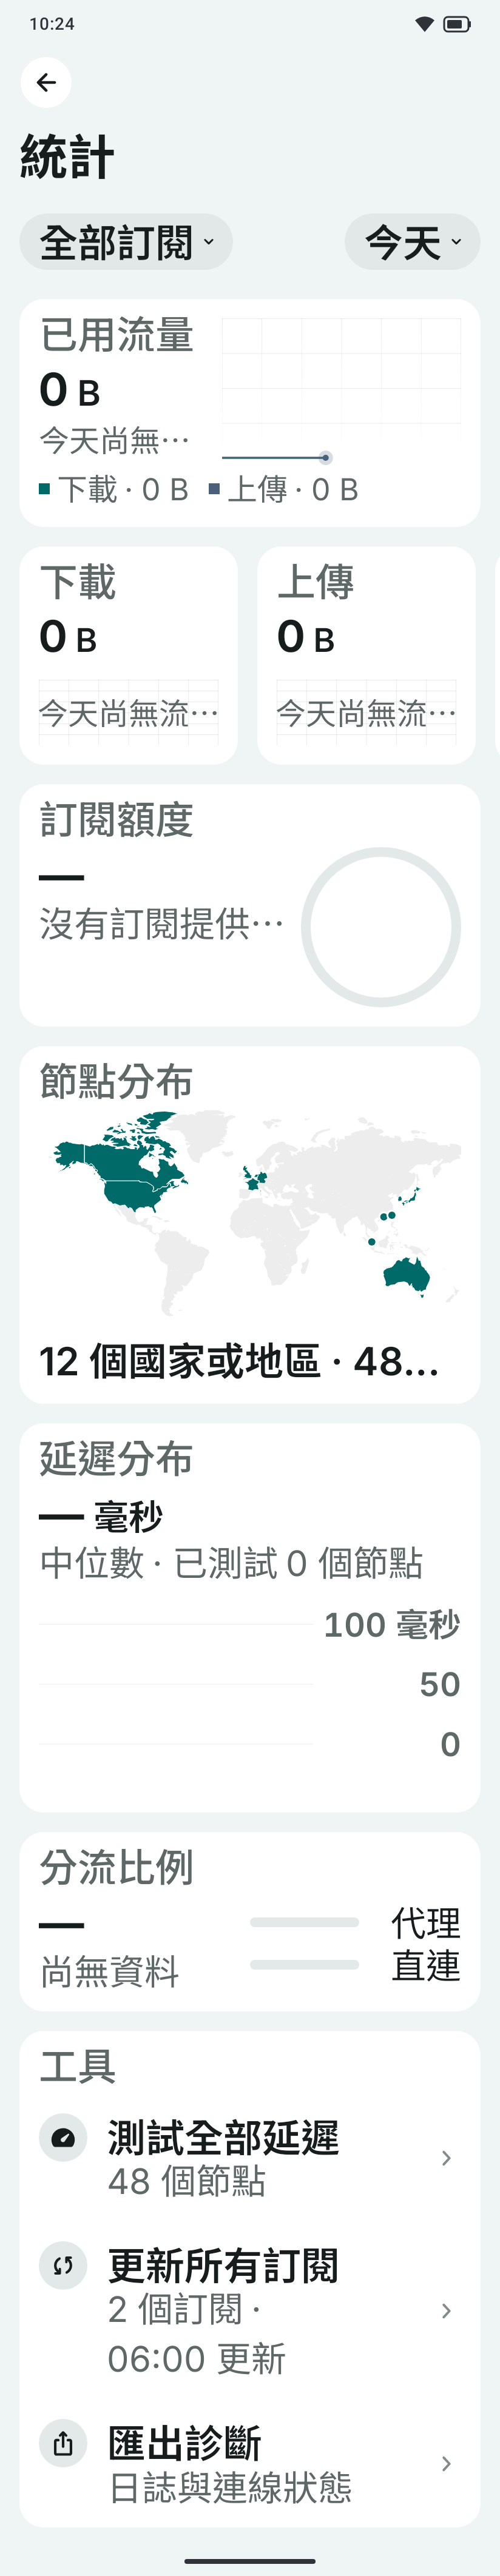 10:24
統計
全部訂閱
今天
已用流量
0 B
今天尚無…
下載 · 0 B
上傳 · 0 B
下載
上傳
0 B
0 B
今天尚無流…
今天尚無流…
訂閱額度
—
沒有訂閱提供…
節點分布
12 個國家或地區 · 48…
延遲分布
— 毫秒
中位數 · 已測試 0 個節點
100 毫秒
50
0
分流比例
—
尚無資料
代理
直連
工具
測試全部延遲
48 個節點
更新所有訂閱
2 個訂閱 ·
06:00 更新
匯出診斷
日誌與連線狀態